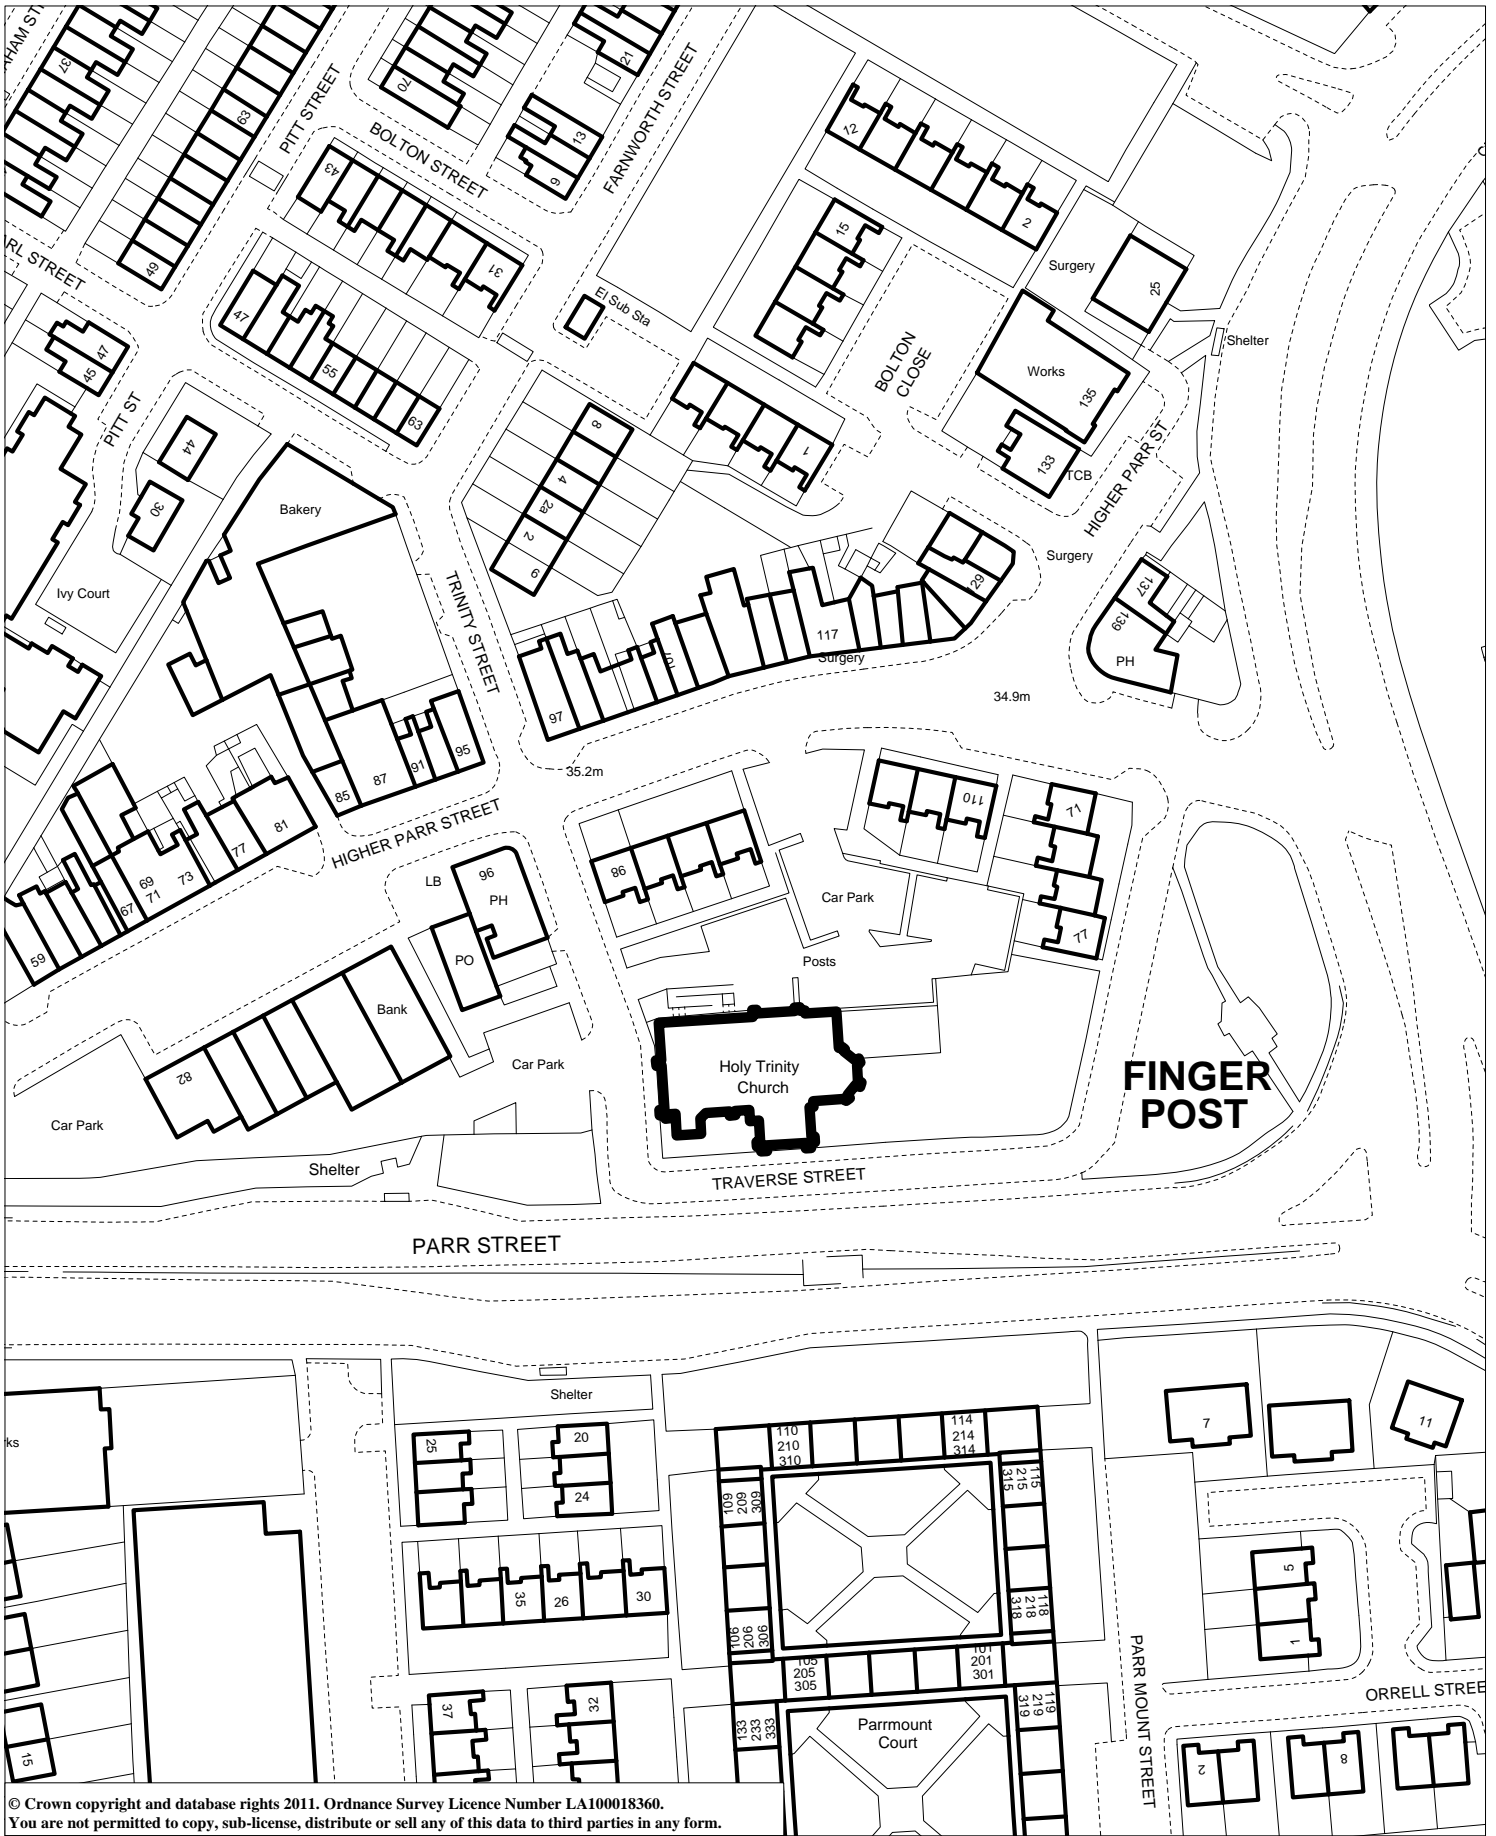 HAM ST
37
63
PITT STREET
70
BOLTON STREET
21
13
9
FARNWORTH STREET
12
2
15
43
31
49
RL STREET
47
55
63
47
45
PITT ST
44
30
El Sub Sta
Surgery
25
Shelter
BOLTON
CLOSE
Works
135
133
TCB
HIGHER PARR ST
1
8
4
2a
2
9
Bakery
Ivy Court
TRINITY STREET
Surgery
129
137
139
PH
117
Surgery
107
97
34.9m
35.2m
95
91
87
85
81
77
73
69
71
67
59
HIGHER PARR STREET
LB
96
PH
PO
Bank
82
Car Park
Car Park
98
110
71
77
Car Park
Posts
Holy Trinity
Church
FINGER
POST
Shelter
TRAVERSE STREET
PARR STREET
Shelter
ks
25
20
24
35
26
30
37
32
15
110
210
310
114
214
314
109
209
309
115
215
315
106
206
306
118
218
318
105
205
305
101
201
301
133
233
333
119
219
319
Parrmount
Court
7
11
5
1
PARR MOUNT STREET
ORRELL STREE
2
8
© Crown copyright and database rights 2011. Ordnance Survey Licence Number LA100018360.
You are not permitted to copy, sub-license, distribute or sell any of this data to third parties in any form.